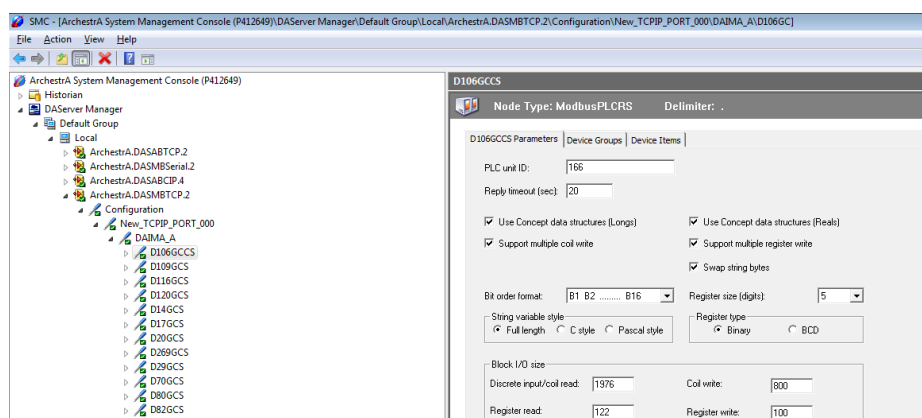 SMC - [ArchestrA System Management Console (P412649)\DAServer Manager\Default Group\Local\ArchestrA.DASMBTCP.2\Configuration\New_TCPIP_PORT_000\DAIMA_A\D106GC]
File Action View Help
ArchestrA System Management Console (P412649)
Historian
DAServer Manager
Default Group
Local
ArchestrA.DASABTCP.2
ArchestrA.DASMBSerial.2
ArchestrA.DASABCIP.4
ArchestrA.DASMBTCP.2
Configuration
New_TCPIP_PORT_000
DAIMA_A
D106GCCS
D109GCS
D116GCS
D120GCS
D14GCS
D17GCS
D20GCS
D269GCS
D29GCS
D70GCS
D80GCS
D82GCS
D106GCCS
Node Type: ModbusPLCRS Delimiter: .
D106GCCS Parameters Device Groups Device Items
PLC unit ID: 166
Reply timeout (sec): 20
Use Concept data structures (Longs) Use Concept data structures (Reals)
Support multiple coil write Support multiple register write
Swap string bytes
Bit order format: B1 B2 ........ B16 Register size (digits): 5
String variable style Register type
Full length C style Pascal style Binary BCD
Block I/O size
Discrete input/coil read: 1976 Coil write: 800
Register read: 122 Register write: 100